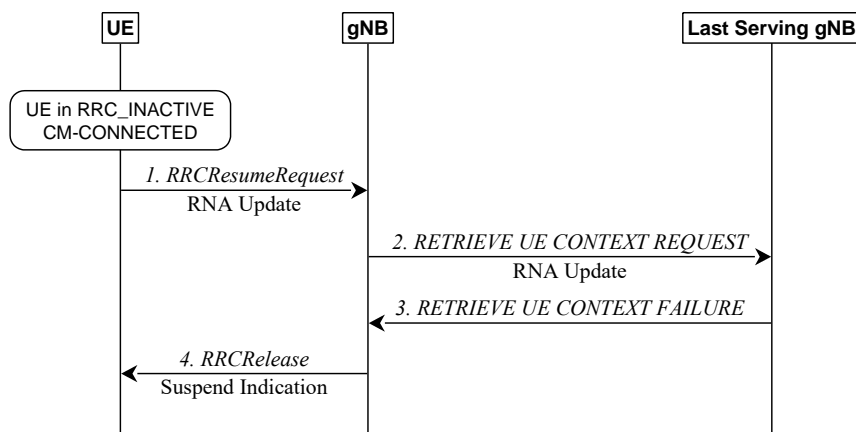 UE
gNB
Last Serving gNB
UE in RRC_INACTIVE
CM-CONNECTED
1. RRCResumeRequest
RNA Update
2. RETRIEVE UE CONTEXT REQUEST
RNA Update
3. RETRIEVE UE CONTEXT FAILURE
4. RRCRelease
Suspend Indication